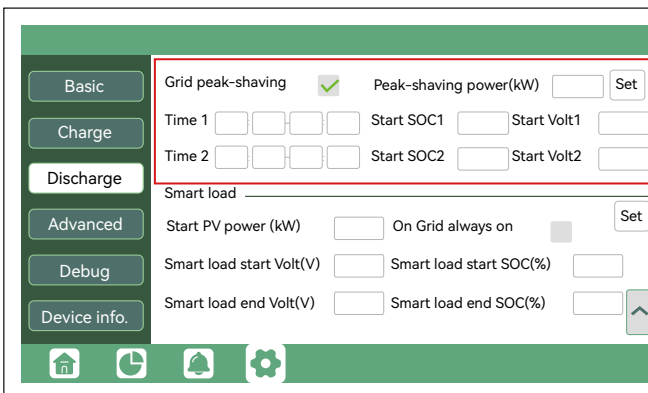 Basic
Charge
Discharge
Advanced
Debug
Device info.
Grid peak-shaving Peak-shaving power(kW) Set
Time 1 : - : Start SOC1 Start Volt1
Time 2 : - : Start SOC2 Start Volt2
Smart load
Start PV power (kW) On Grid always on Set
Smart load start Volt(V) Smart load start SOC(%)
Smart load end Volt(V) Smart load end SOC(%)